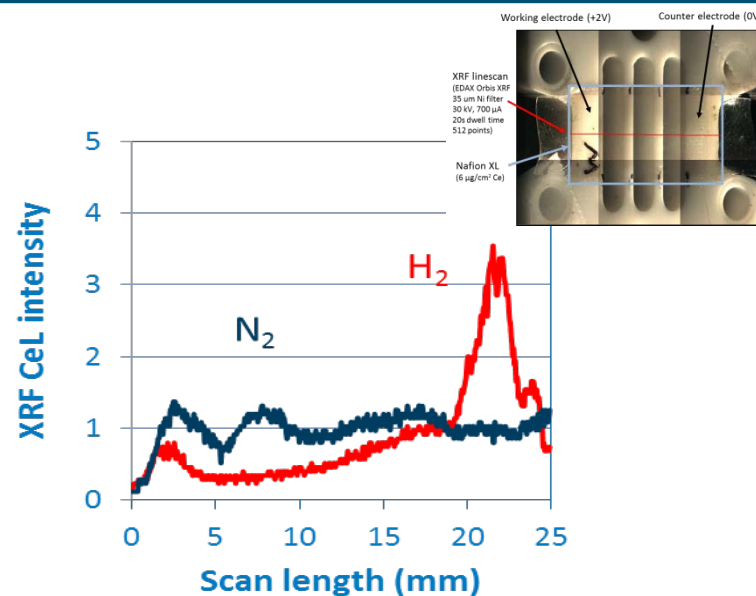 Working electrode (+2V)
Counter electrode (0V
XRF linescan
(EDAX Orbis XRF
35 um Ni filter
30 kV, 700 µA
20s dwell time
512 points)
Nafion XL
(6 µg/cm² Ce)
XRF CeL intensity
5
4
3
2
1
0
H₂
N₂
0
5
10
15
20
25
Scan length (mm)